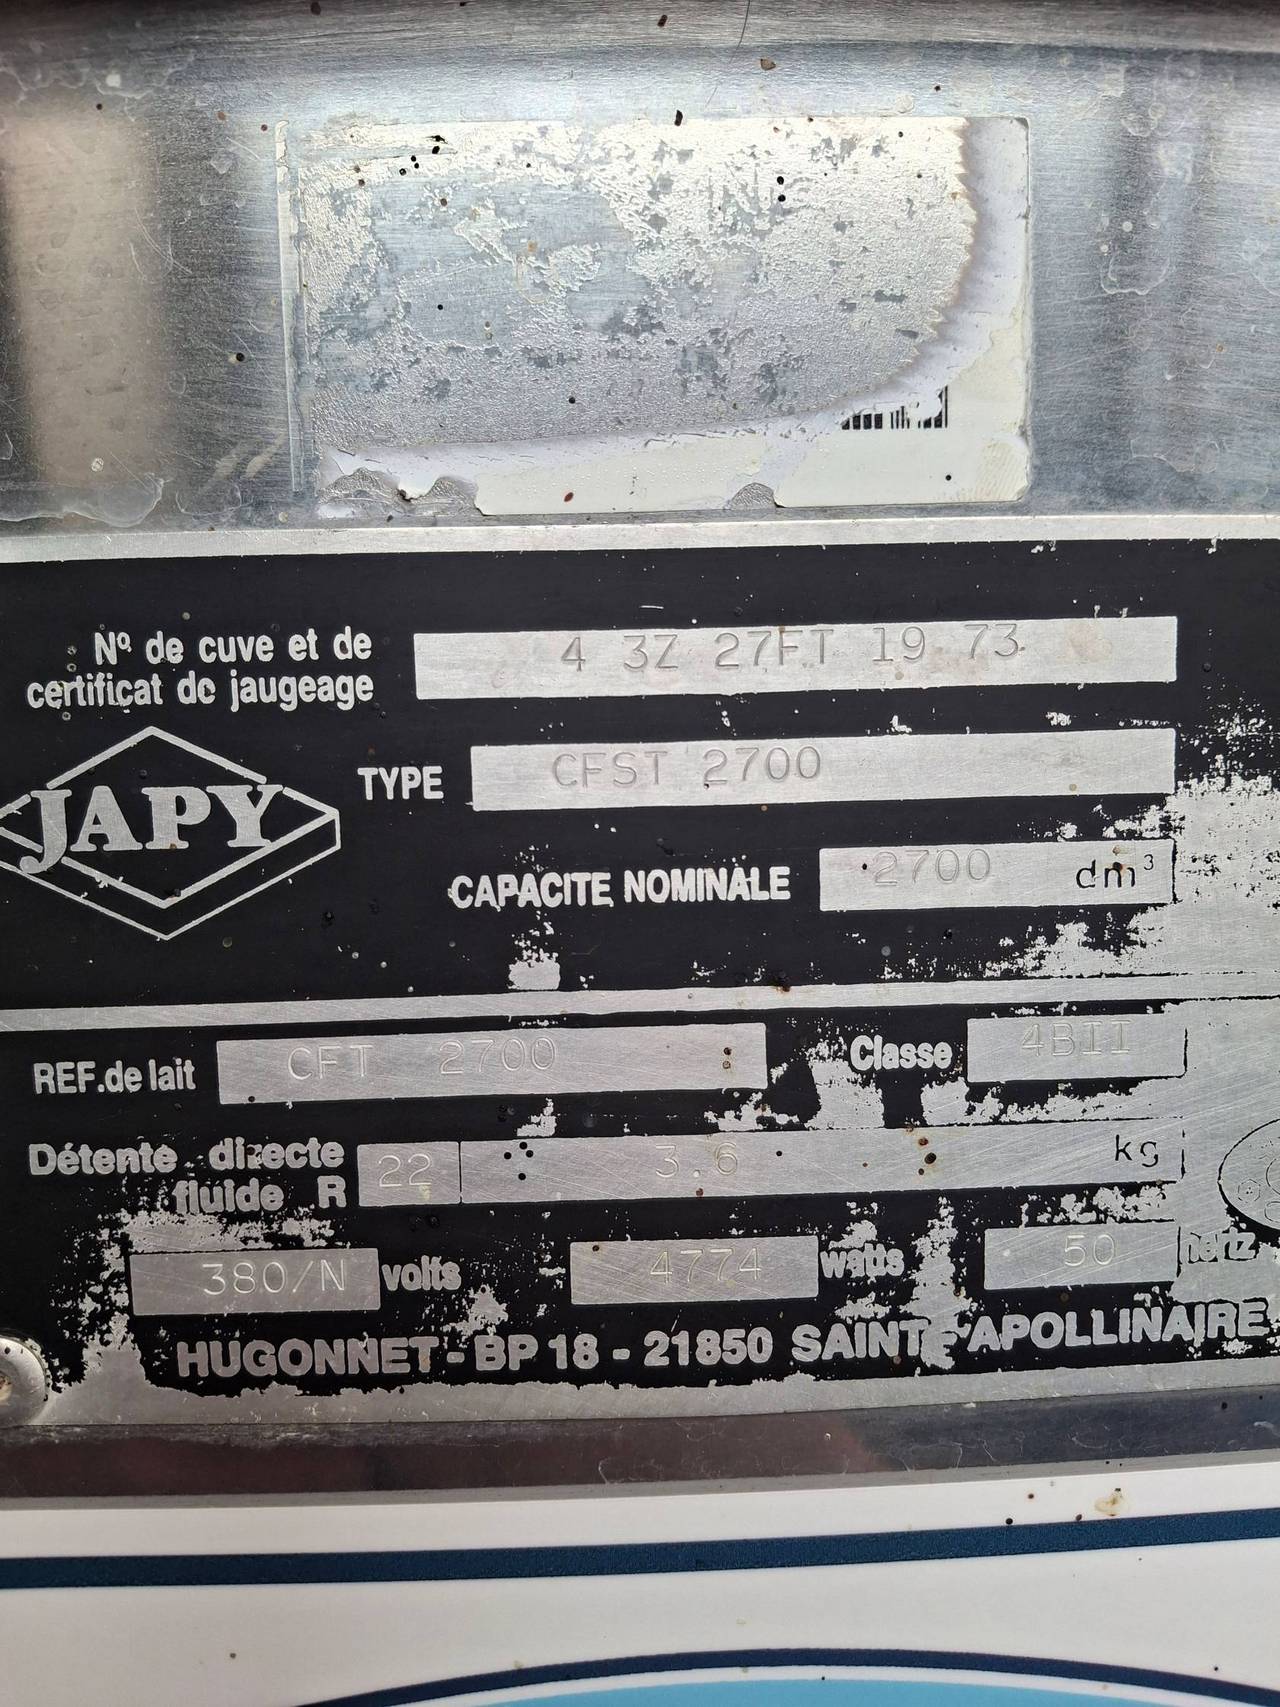 Nº de cuve et de
certificat de jaugeage
4 3Z 27FT 19 73
JAPY
TYPE CFST 2700
CAPACITE NOMINALE 2700 dm³
REF. de lait CFT 2700 Classe 4BII
Détente directe
fluide R 22 3.6 kg
380/N volts 4774 watts 50 hertz
HUGONNET - BP 18 - 21850 SAINT-APOLLINAIRE